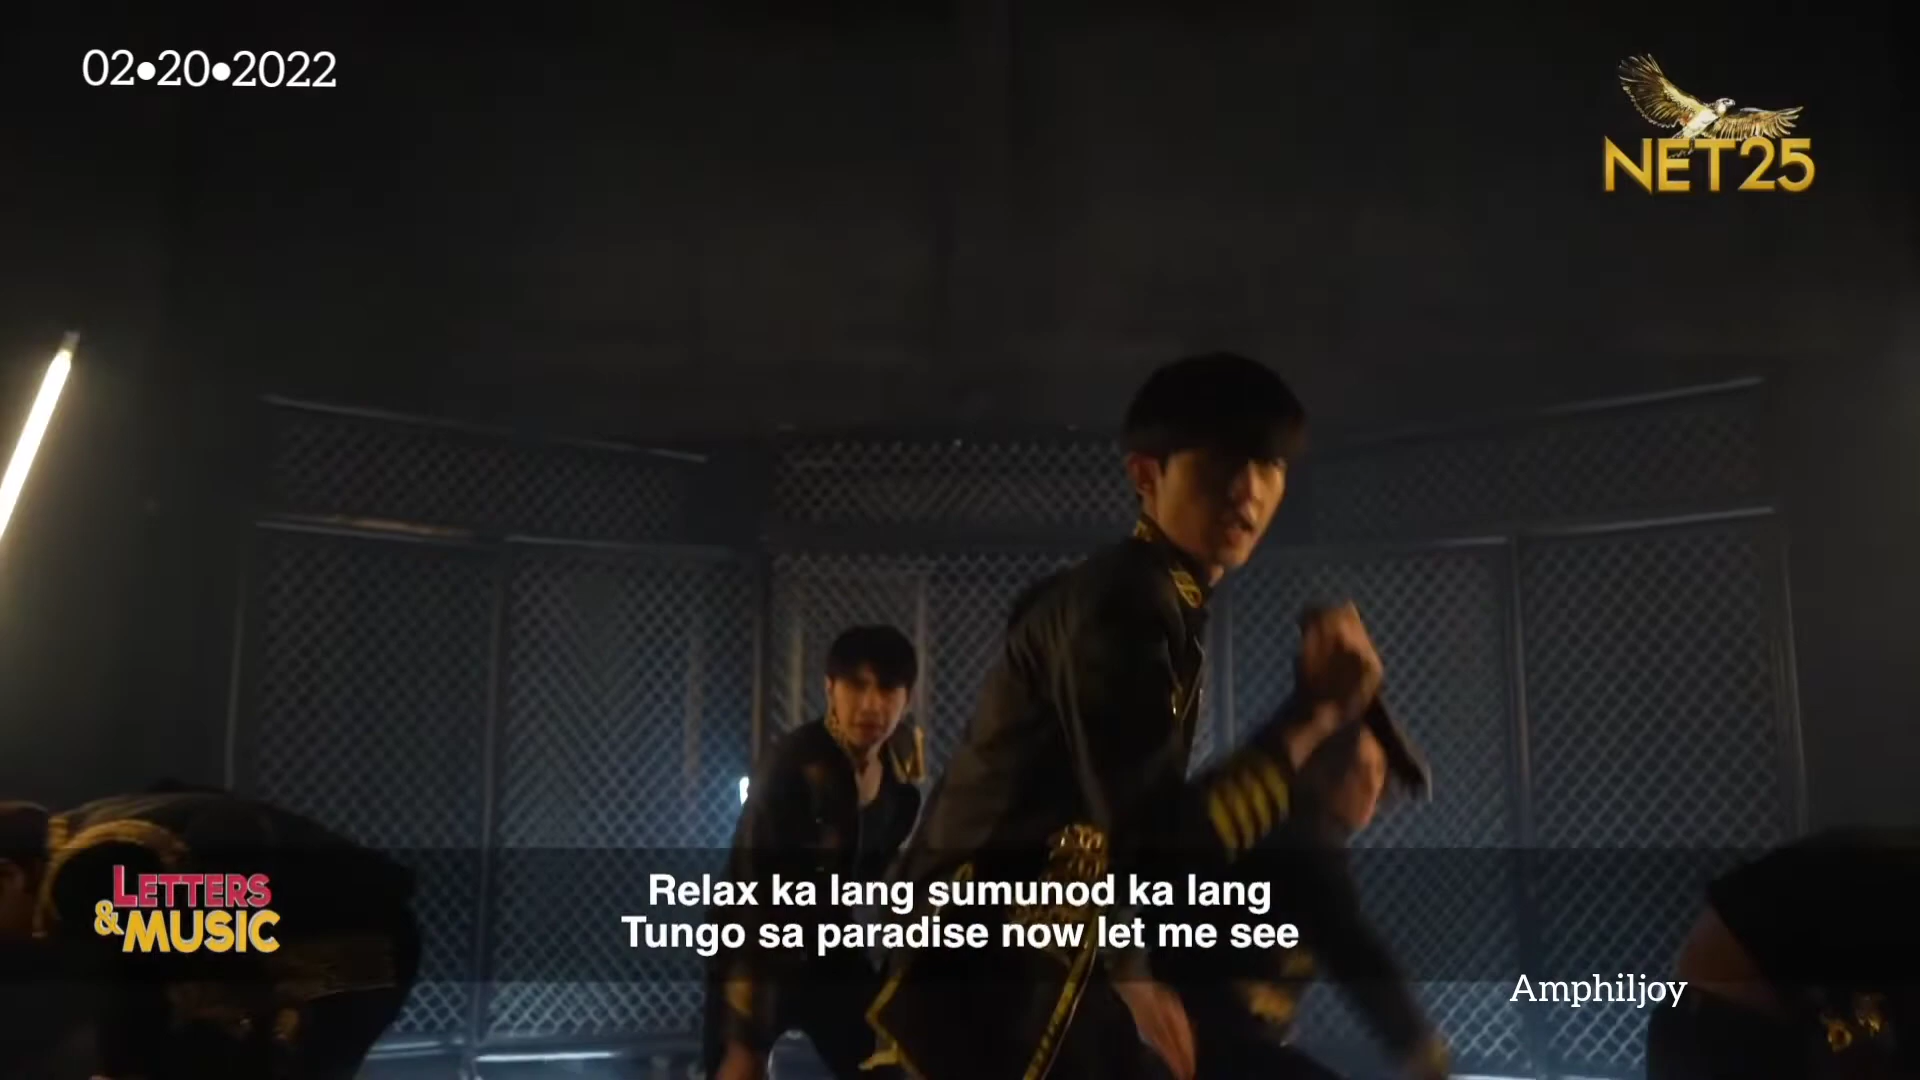 02•20•2022
NET25
LETTERS
&MUSIC
Relax ka lang sumunod ka lang
Tungo sa paradise now let me see
Amphiljoy